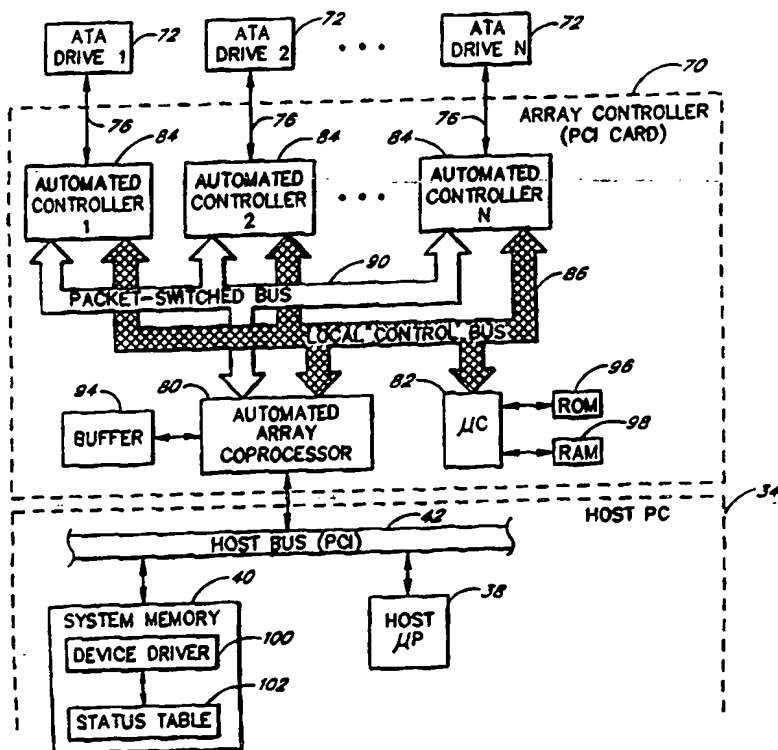 ATA
DRIVE 1
72
ATA
DRIVE 2
72
ATA
DRIVE N
72
70
ARRAY CONTROLLER
(PCI CARD)
76
84
76
84
76
84
AUTOMATED
CONTROLLER
1
AUTOMATED
CONTROLLER
2
AUTOMATED
CONTROLLER
N
90
86
PACKET-SWITCHED BUS
LOCAL CONTROL BUS
94
BUFFER
80
AUTOMATED
ARRAY
COPROCESSOR
82
μC
96
ROM
98
RAM
34
HOST PC
42
HOST BUS (PCI)
40
SYSTEM MEMORY
100
DEVICE DRIVER
102
STATUS TABLE
38
HOST
μP